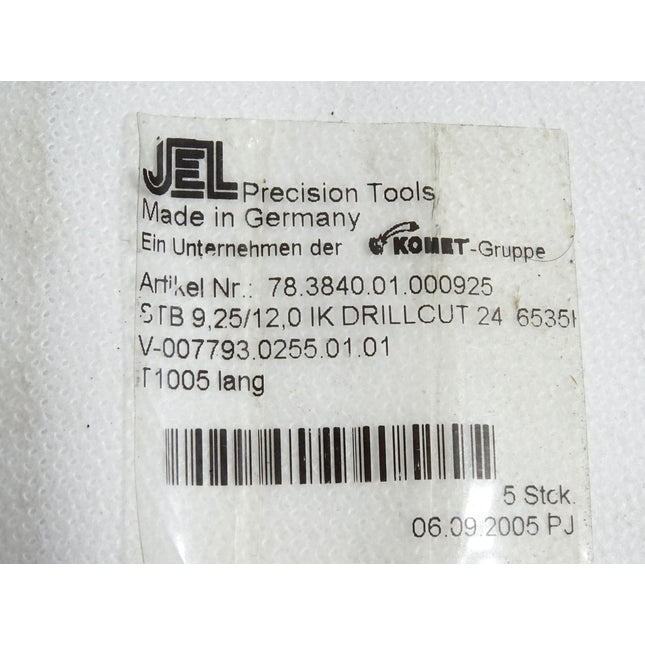 JEL Precision Tools
Made in Germany
Ein Unternehmen der KOMET-Gruppe
Artikel Nr.: 78.3840.01.000925
STB 9,25/12,0 IK DRILLCUT 24 6535H
V-007793.0255.01.01
T1005 lang
5 Stck.
06.09.2005 PJ